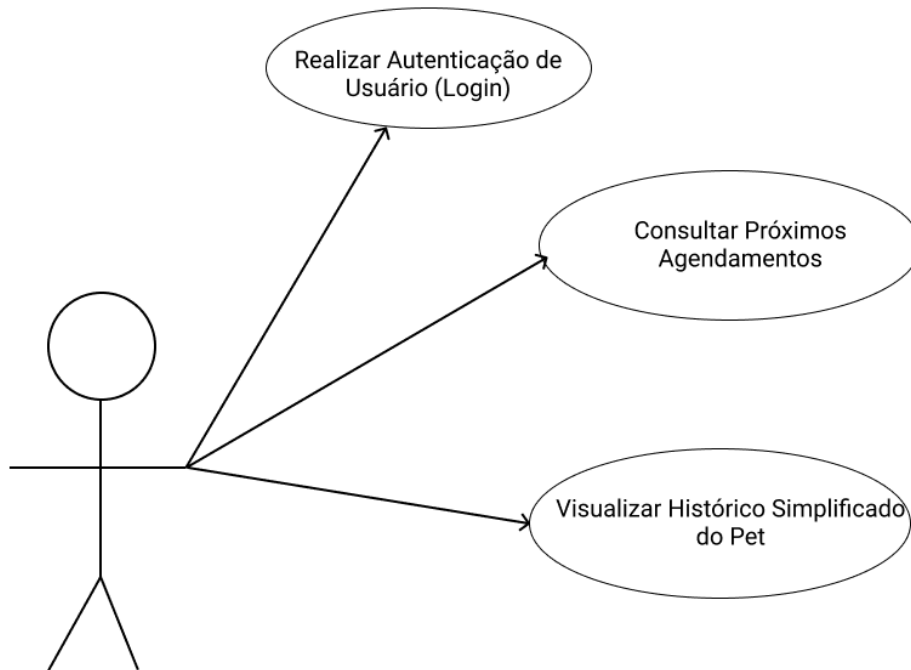 Realizar Autenticação de
Usuário (Login)
Consultar Próximos
Agendamentos
Visualizar Histórico Simplificado
do Pet